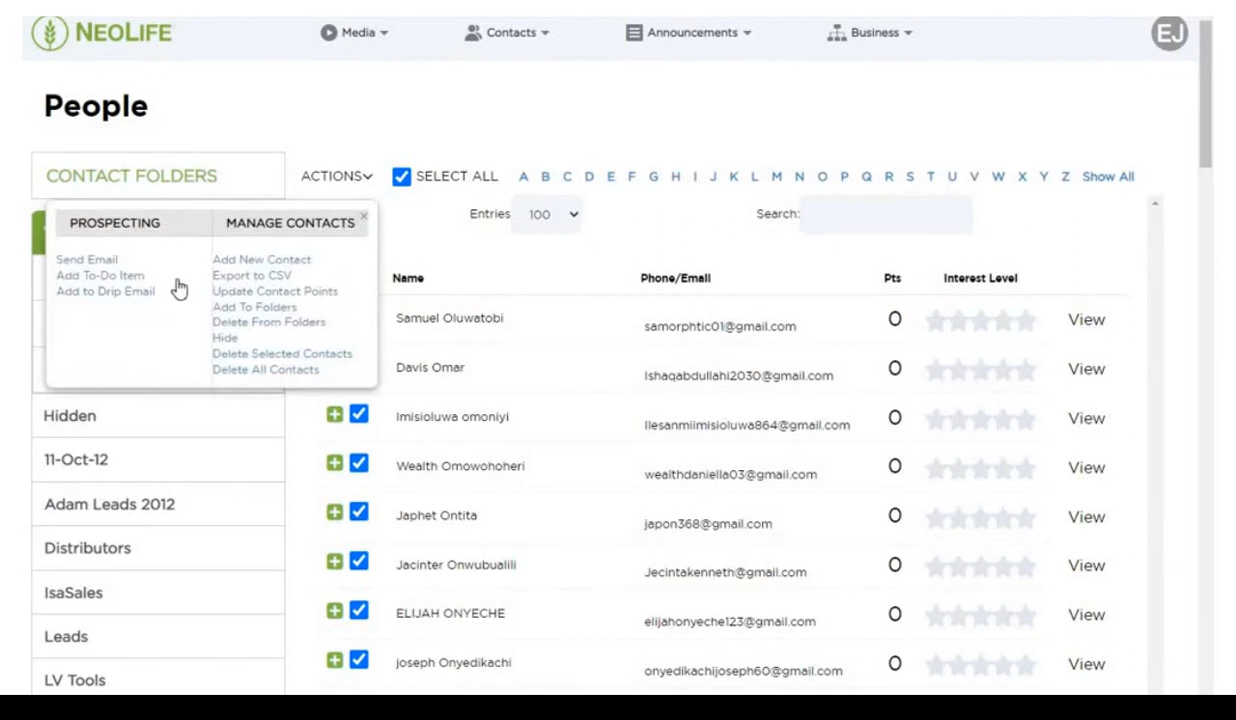 NEOLIFE
Media Contacts Announcements Business EJ
People
CONTACT FOLDERS
ACTIONS SELECT ALL A B C D E F G H I J K L M N O P Q R S T U V W X Y Z Show All
PROSPECTING
Send Email
Add To-Do Item
Add to Drip Email
MANAGE CONTACTS ×
Add New Contact
Export to CSV
Update Contact Points
Add To Folders
Delete From Folders
Hide
Delete Selected Contacts
Delete All Contacts
Hidden
11-Oct-12
Adam Leads 2012
Distributors
IsaSales
Leads
LV Tools
Entries 100 Search:
Name Phone/Email Pts Interest Level
Samuel Oluwatobi samorphtic01@gmail.com 0 View
Davis Omar Ishaqabdullahi2030@gmail.com 0 View
Imisioluwa omoniyi Ilesanmiimisioluwa864@gmail.com 0 View
Wealth Omowohoheri wealthdaniella03@gmail.com 0 View
Japhet Ontita japon368@gmail.com 0 View
Jacinter Onwubualili Jecintakenneth@gmail.com 0 View
ELIJAH ONYECHE elijahonyeche123@gmail.com 0 View
joseph Onyedikachi onyedikachijoseph60@gmail.com 0 View